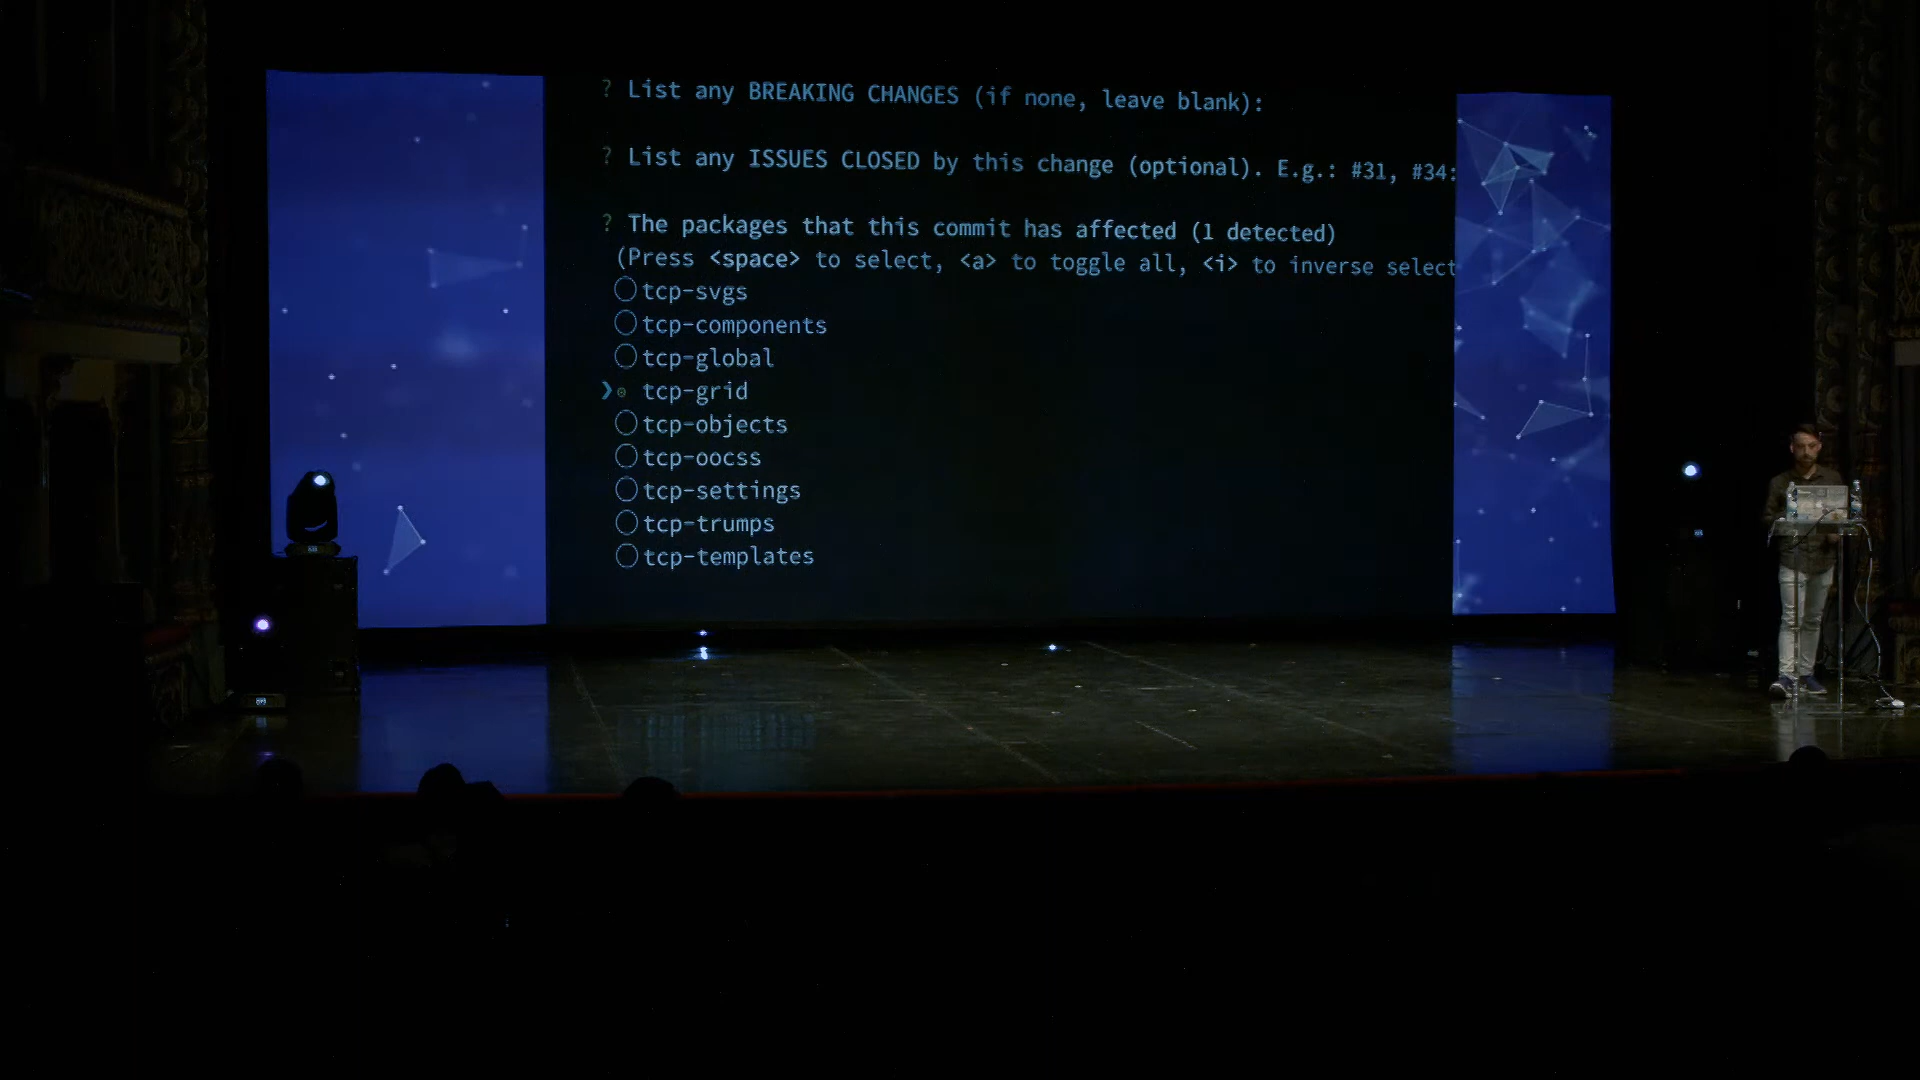 ? List any BREAKING CHANGES (if none, leave blank):
? List any ISSUES CLOSED by this change (optional). E.g.: #31, #34:
? The packages that this commit has affected (1 detected)
(Press <space> to select, <a> to toggle all, <i> to inverse select
◯ tcp-svgs
◯ tcp-components
◯ tcp-global
❯◉ tcp-grid
◯ tcp-objects
◯ tcp-oocss
◯ tcp-settings
◯ tcp-trumps
◯ tcp-templates